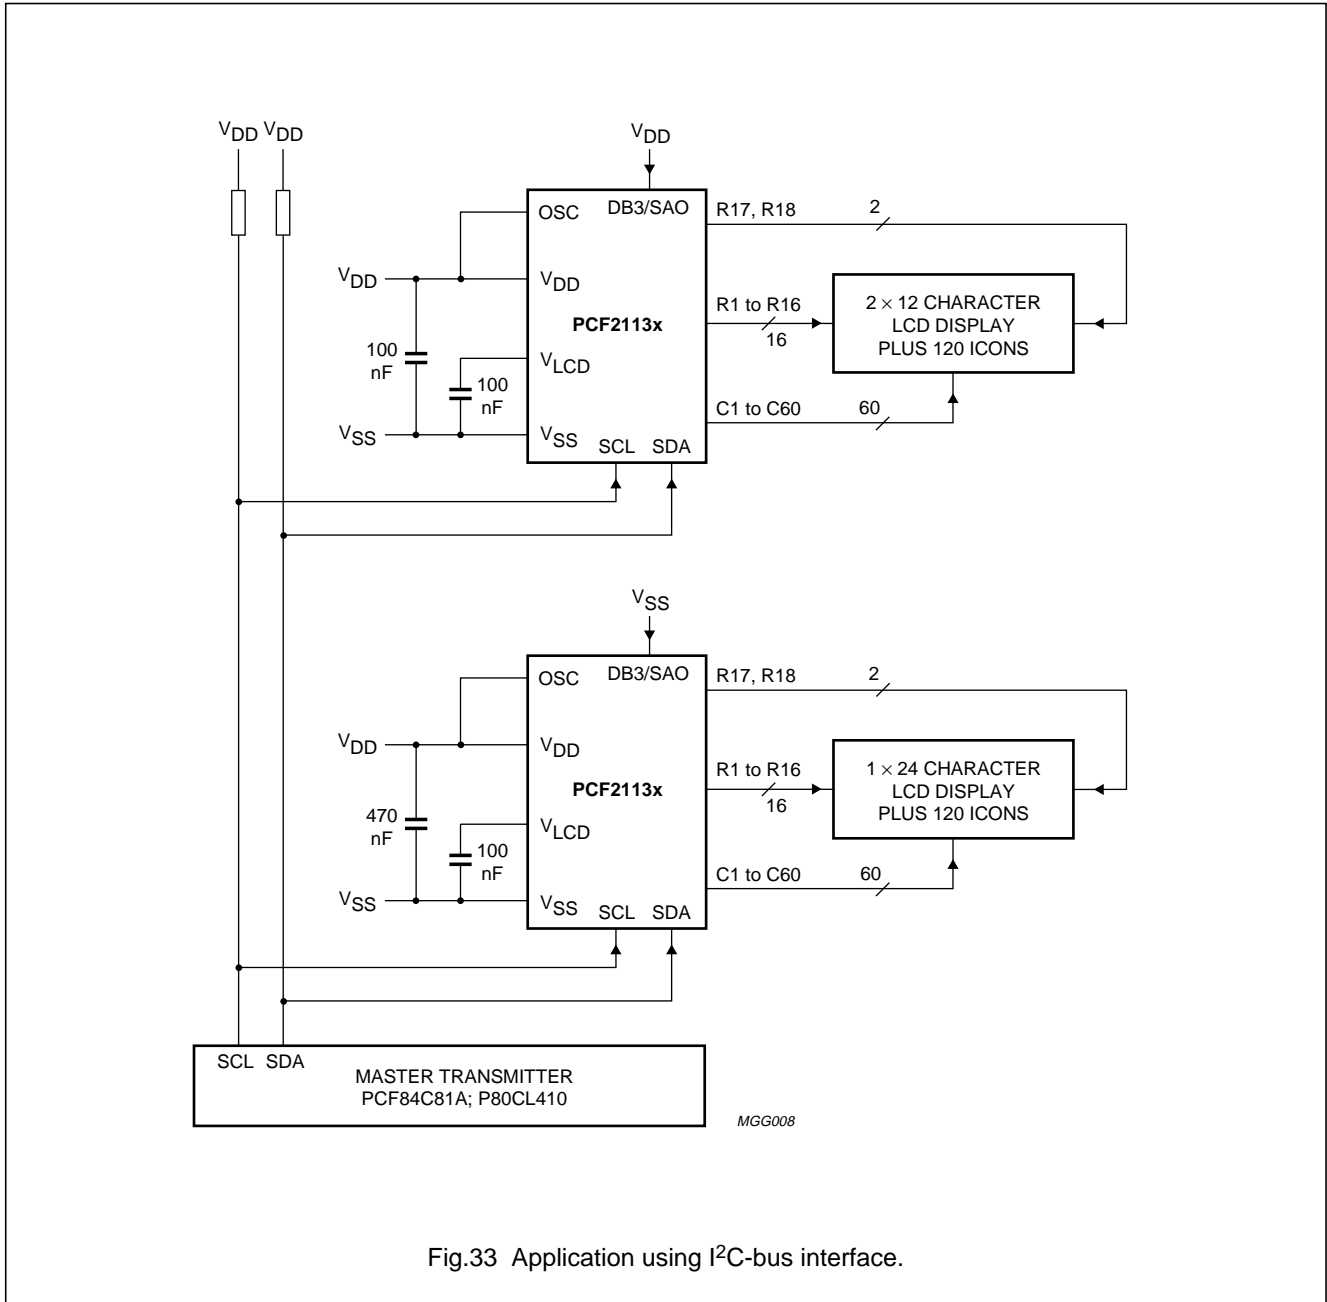 VDD VDD
VDD
OSC
DB3/SAO
R17, R18
2
VDD
VDD
PCF2113x
R1 to R16
16
2 × 12 CHARACTER
LCD DISPLAY
PLUS 120 ICONS
100
nF
VLCD
100
nF
C1 to C60
60
VSS
VSS
SCL SDA
VSS
OSC
DB3/SAO
R17, R18
2
VDD
VDD
PCF2113x
R1 to R16
16
1 × 24 CHARACTER
LCD DISPLAY
PLUS 120 ICONS
470
nF
VLCD
100
nF
C1 to C60
60
VSS
VSS
SCL SDA
SCL SDA
MASTER TRANSMITTER
PCF84C81A; P80CL410
MGG008
Fig.33 Application using I²C-bus interface.